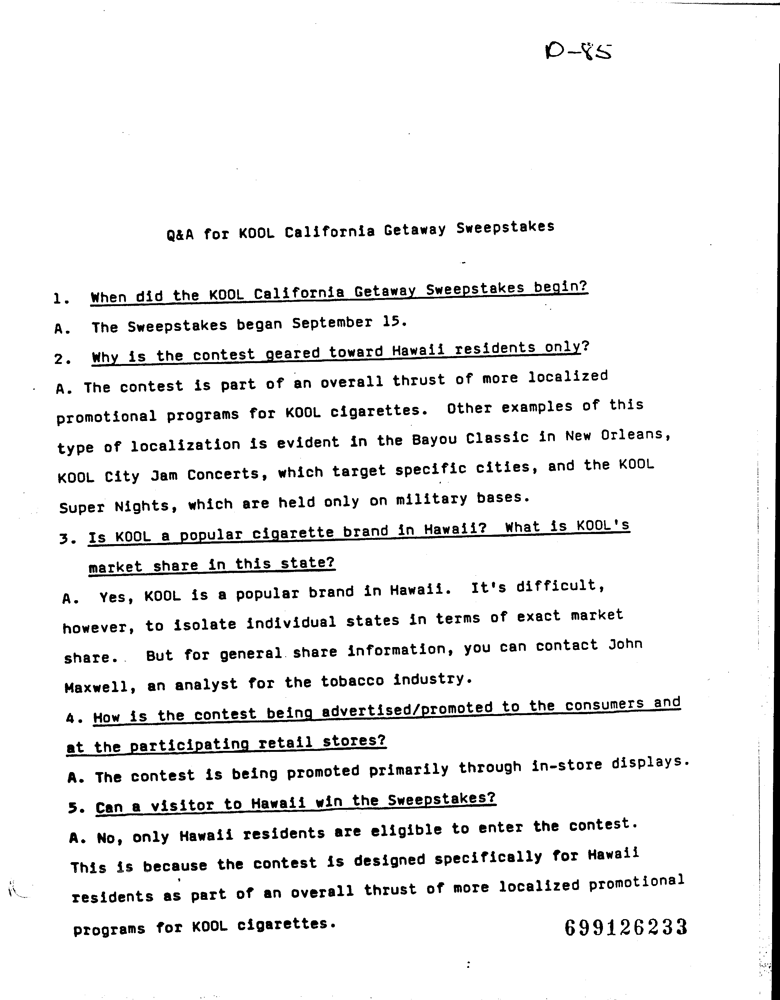 D-85
Q&A for KOOL California Getaway Sweepstakes
1. When did the KOOL California Getaway Sweepstakes begin?
A. The Sweepstakes began September 15.
2. Why is the contest geared toward Hawaii residents only?
A. The contest is part of an overall thrust of more localized
promotional programs for KOOL cigarettes. Other examples of this
type of localization is evident in the Bayou Classic in New Orleans,
KOOL City Jam Concerts, which target specific cities, and the KOOL
Super Nights, which are held only on military bases.
3. Is KOOL a popular cigarette brand in Hawaii? What is KOOL's
market share in this state?
A. Yes, KOOL is a popular brand in Hawaii. It's difficult,
however, to isolate individual states in terms of exact market
share. But for general share information, you can contact John
Maxwell, an analyst for the tobacco industry.
4. How is the contest being advertised/promoted to the consumers and
at the participating retail stores?
A. The contest is being promoted primarily through in-store displays.
5. Can a visitor to Hawaii win the Sweepstakes?
A. No, only Hawaii residents are eligible to enter the contest.
This is because the contest is designed specifically for Hawaii
residents as part of an overall thrust of more localized promotional
programs for KOOL cigarettes.
699126233